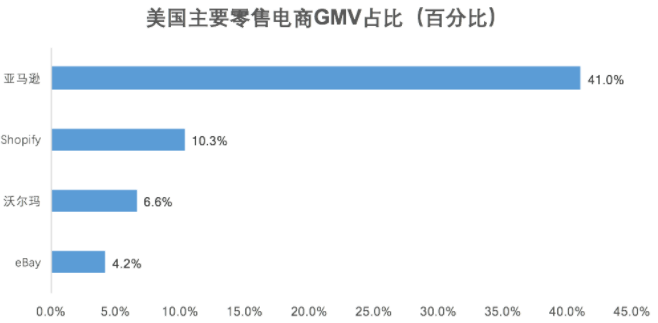 美国主要零售电商GMV占比（百分比）
亚马逊 41.0%
Shopify 10.3%
沃尔玛 6.6%
eBay 4.2%
0.0% 5.0% 10.0% 15.0% 20.0% 25.0% 30.0% 35.0% 40.0% 45.0%